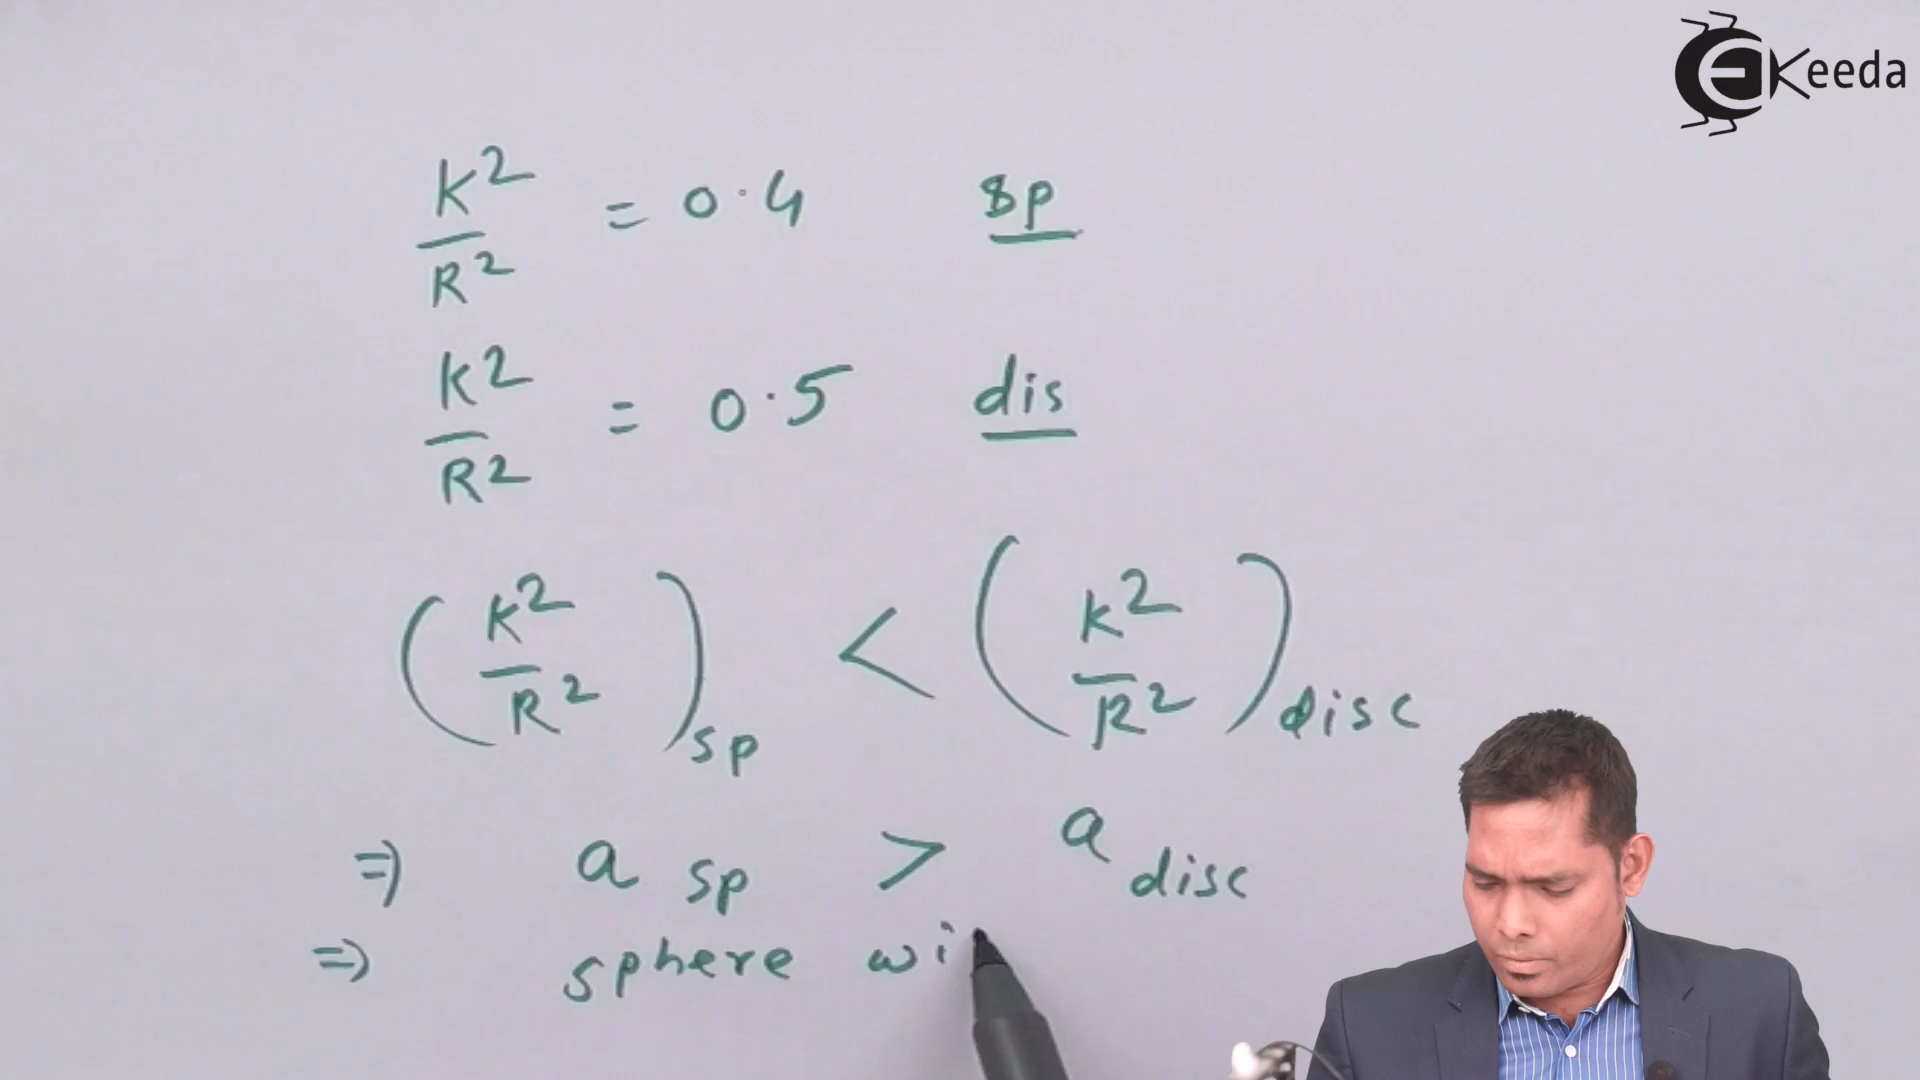 EKeeda
K²/R² = 0.4 sp
K²/R² = 0.5 dis
(K²/R²)sp < (K²/R²)disc
⇒ a sp > a disc
⇒ sphere wi